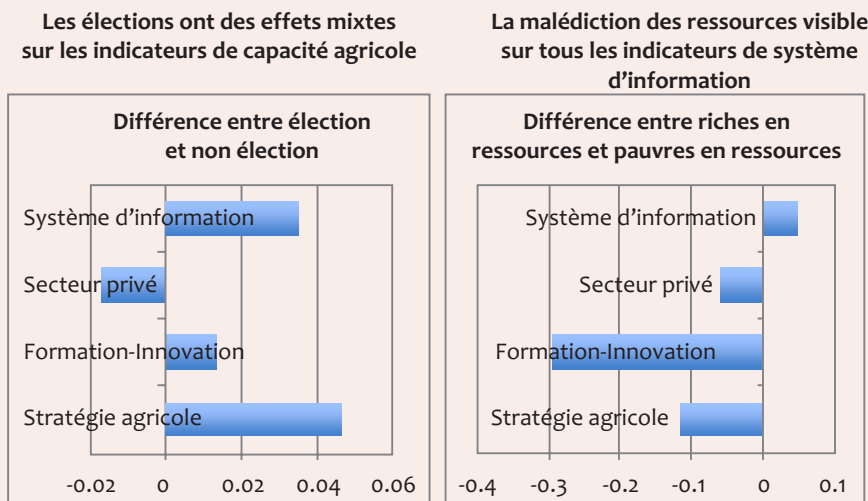 Les élections ont des effets mixtes
sur les indicateurs de capacité agricole
Différence entre élection
et non élection
Système d’information
Secteur privé
Formation-Innovation
Stratégie agricole
-0.02 0 0.02 0.04 0.06
La malédiction des ressources visible
sur tous les indicateurs de système
d’information
Différence entre riches en
ressources et pauvres en ressources
Système d’information
Secteur privé
Formation-Innovation
Stratégie agricole
-0.4 -0.3 -0.2 -0.1 0 0.1